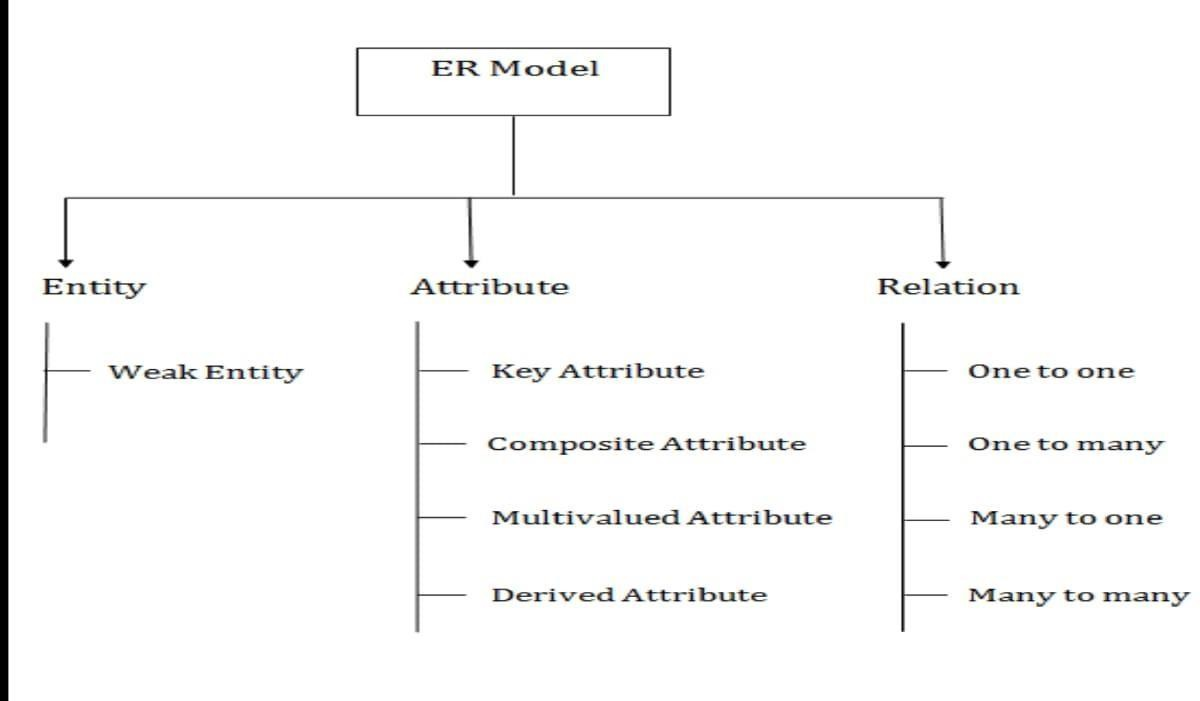 ER Model
Entity
Attribute
Relation
Weak Entity
Key Attribute
One to one
Composite Attribute
One to many
Multivalued Attribute
Many to one
Derived Attribute
Many to many